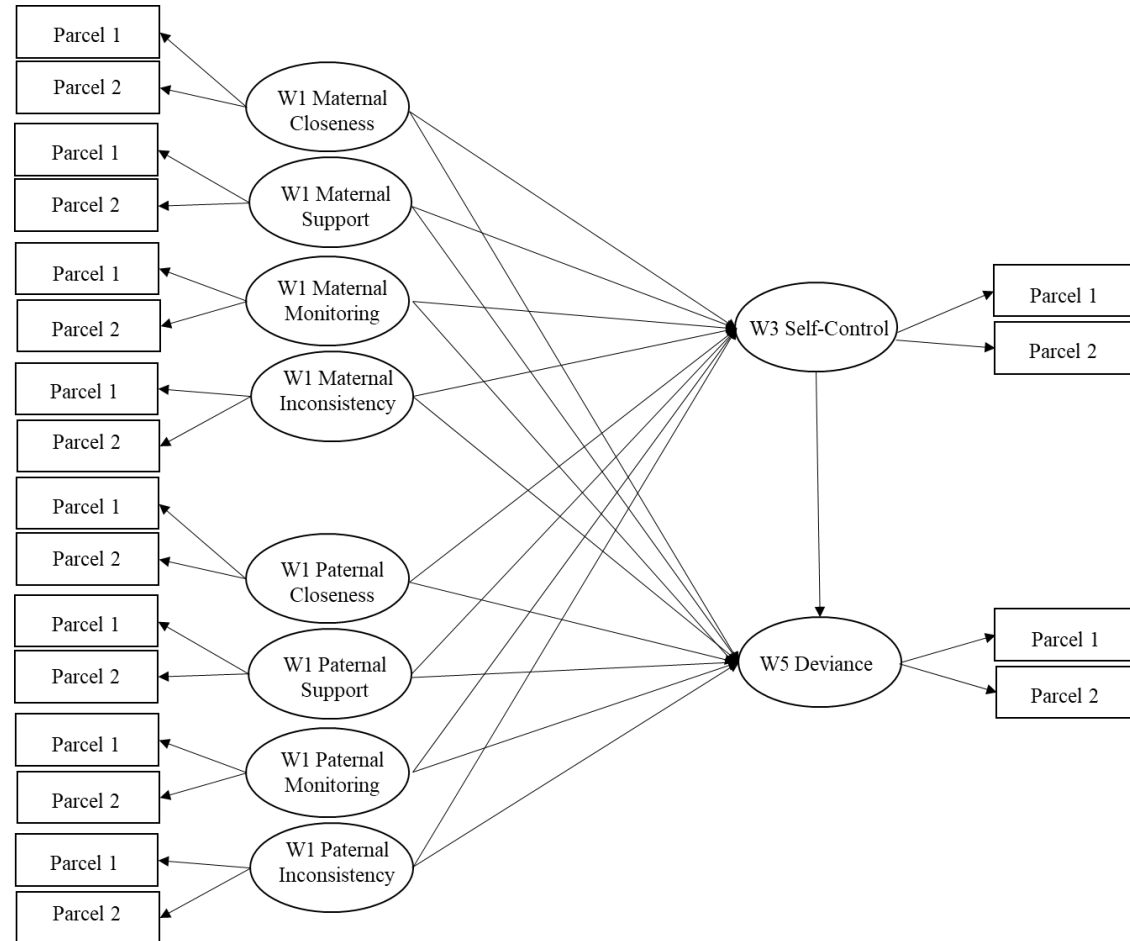 Parcel 1
Parcel 2
W1 Maternal
Closeness
Parcel 1
Parcel 2
W1 Maternal
Support
Parcel 1
Parcel 2
W1 Maternal
Monitoring
Parcel 1
Parcel 2
W1 Maternal
Inconsistency
Parcel 1
Parcel 2
W1 Paternal
Closeness
Parcel 1
Parcel 2
W1 Paternal
Support
Parcel 1
Parcel 2
W1 Paternal
Monitoring
Parcel 1
Parcel 2
W1 Paternal
Inconsistency
W3 Self-Control
Parcel 1
Parcel 2
W5 Deviance
Parcel 1
Parcel 2